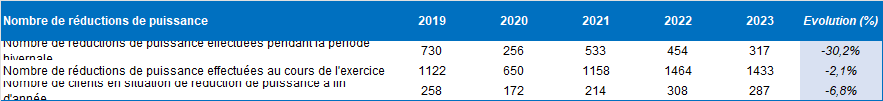 Nombre de réductions de puissance 2019 2020 2021 2022 2023 Evolution (%)
Nombre de réductions de puissance effectuées pendant la période
hivernale 730 256 533 454 317 -30,2%
Nombre de réductions de puissance effectuées au cours de l'exercice 1122 650 1158 1464 1433 -2,1%
Nombre de clients en situation de réduction de puissance à fin
d'année 258 172 214 308 287 -6,8%